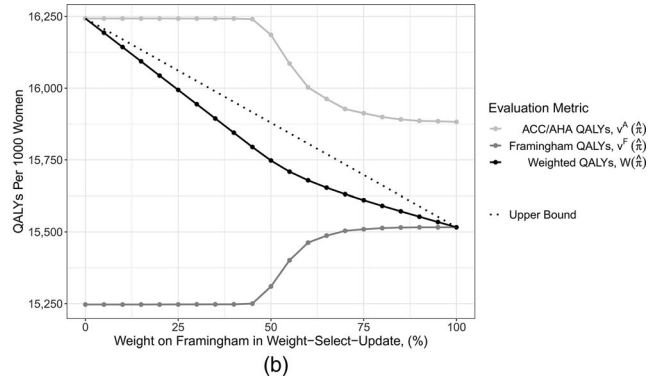 16,250
16,000
15,750
15,500
15,250
QALYs Per 1000 Women
0
25
50
75
100
Weight on Framingham in Weight−Select−Update, (%)
(b)
Evaluation Metric
ACC/AHA QALYs, v^A(π̂)
Framingham QALYs, v^F(π̂)
Weighted QALYs, W(π̂)
Upper Bound